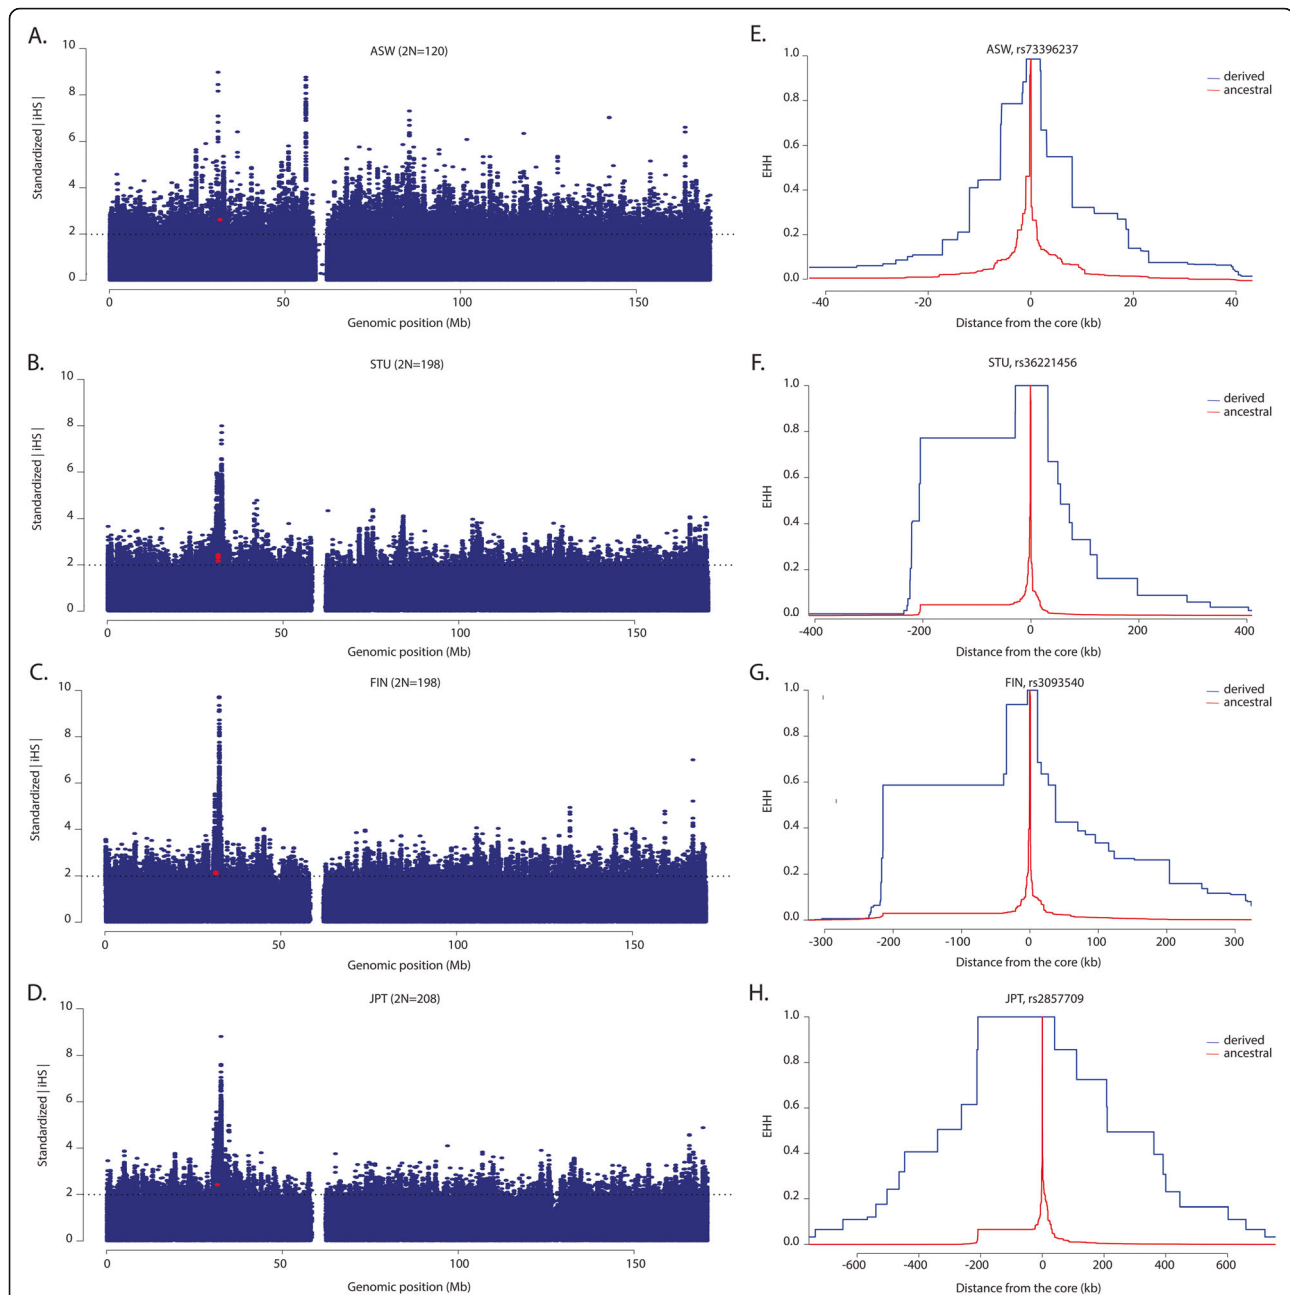 A.
ASW (2N=120)
Standardized | iHS |
10
8
6
4
2
0
0 50 100 150
Genomic position (Mb)
E.
ASW, rs73396237
derived
ancestral
EHH
1.0
0.8
0.6
0.4
0.2
0.0
-40 -20 0 20 40
Distance from the core (kb)
B.
STU (2N=198)
Standardized | iHS |
10
8
6
4
2
0
0 50 100 150
Genomic position (Mb)
F.
STU, rs36221456
derived
ancestral
EHH
1.0
0.8
0.6
0.4
0.2
0.0
-400 -200 0 200 400
Distance from the core (kb)
C.
FIN (2N=198)
Standardized | iHS |
10
8
6
4
2
0
0 50 100 150
Genomic position (Mb)
G.
FIN, rs3093540
derived
ancestral
EHH
1.0
0.8
0.6
0.4
0.2
0.0
-300 -200 -100 0 100 200 300
Distance from the core (kb)
D.
JPT (2N=208)
Standardized | iHS |
10
8
6
4
2
0
0 50 100 150
Genomic position (Mb)
H.
JPT, rs2857709
derived
ancestral
EHH
1.0
0.8
0.6
0.4
0.2
0.0
-600 -400 -200 0 200 400 600
Distance from the core (kb)